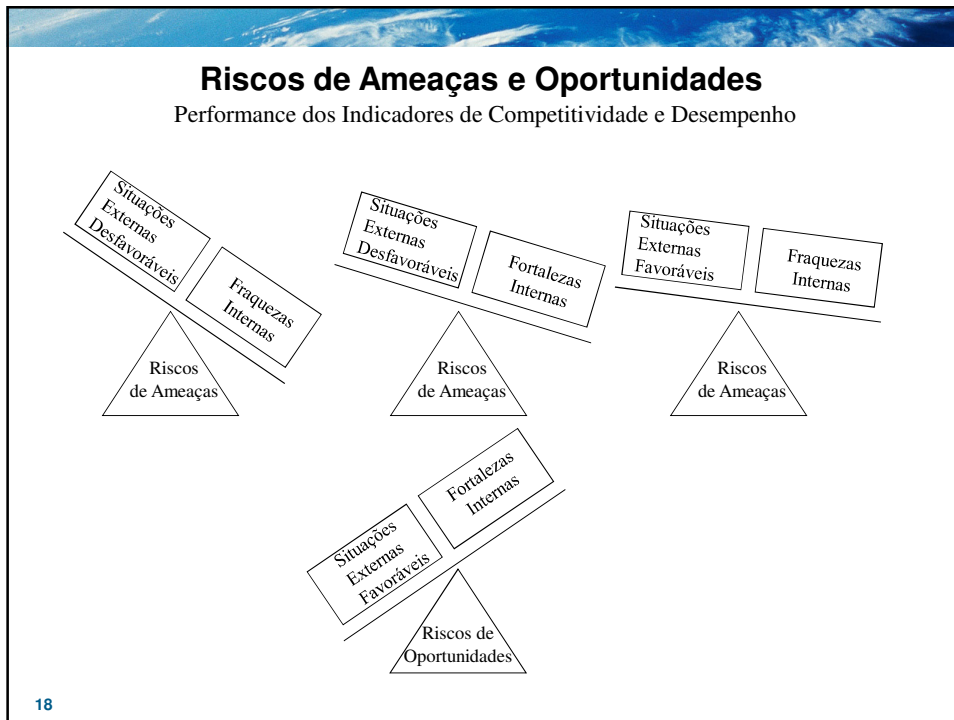 Riscos de Ameaças e Oportunidades
Performance dos Indicadores de Competitividade e Desempenho
Situações
Externas
Desfavoráveis
Fraquezas
Internas
Riscos
de Ameaças
Situações
Externas
Desfavoráveis
Fortalezas
Internas
Riscos
de Ameaças
Situações
Externas
Favoráveis
Fraquezas
Internas
Riscos
de Ameaças
Situações
Externas
Favoráveis
Fortalezas
Internas
Riscos de
Oportunidades
18